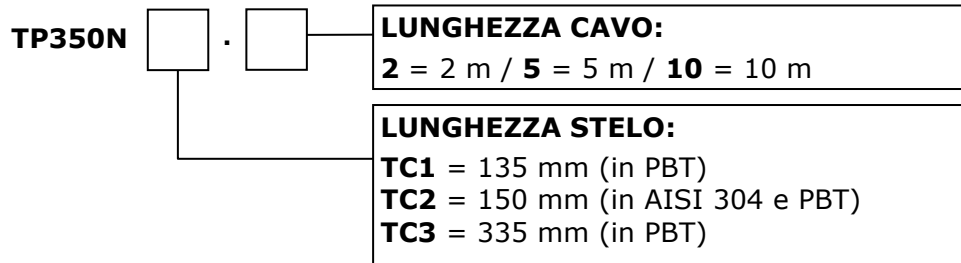 TP350N .
LUNGHEZZA CAVO:
2 = 2 m / 5 = 5 m / 10 = 10 m
LUNGHEZZA STELO:
TC1 = 135 mm (in PBT)
TC2 = 150 mm (in AISI 304 e PBT)
TC3 = 335 mm (in PBT)